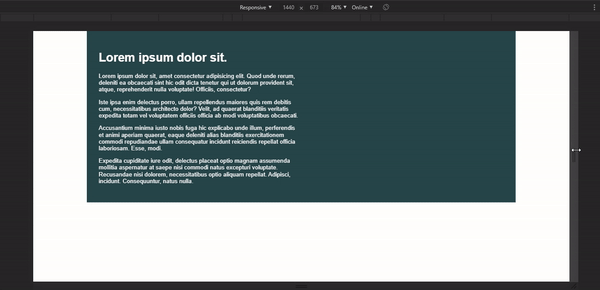 Responsive ▼ 1440 × 673 84% ▼ Online ▼
Lorem ipsum dolor sit.
Lorem ipsum dolor sit, amet consectetur adipisicing elit. Quod unde rerum,
deleniti ea obcaecati sint hic odit dicta tenetur qui ut dolorum provident sit,
atque, reprehenderit nulla voluptate! Officiis, consectetur?
Iste ipsa enim delectus porro, ullam repellendus maiores quis rem debitis
cum, necessitatibus architecto dolor? Velit, ad quaerat blanditiis veritatis
expedita totam vel voluptatem officiis officia ab modi voluptatibus obcaecati.
Accusantium minima iusto nobis fuga hic explicabo unde illum, perferendis
et animi aperiam quaerat, eaque deleniti alias blanditiis exercitationem
commodi repudiandae ullam consequatur incidunt reiciendis repellat officia
laboriosam. Esse, modi.
Expedita cupiditate iure odit, delectus placeat optio magnam assumenda
mollitia aspernatur at saepe nisi commodi natus excepturi voluptate.
Recusandae nisi dolorem, necessitatibus optio aliquam repellat. Adipisci,
incidunt. Consequuntur, natus nulla.